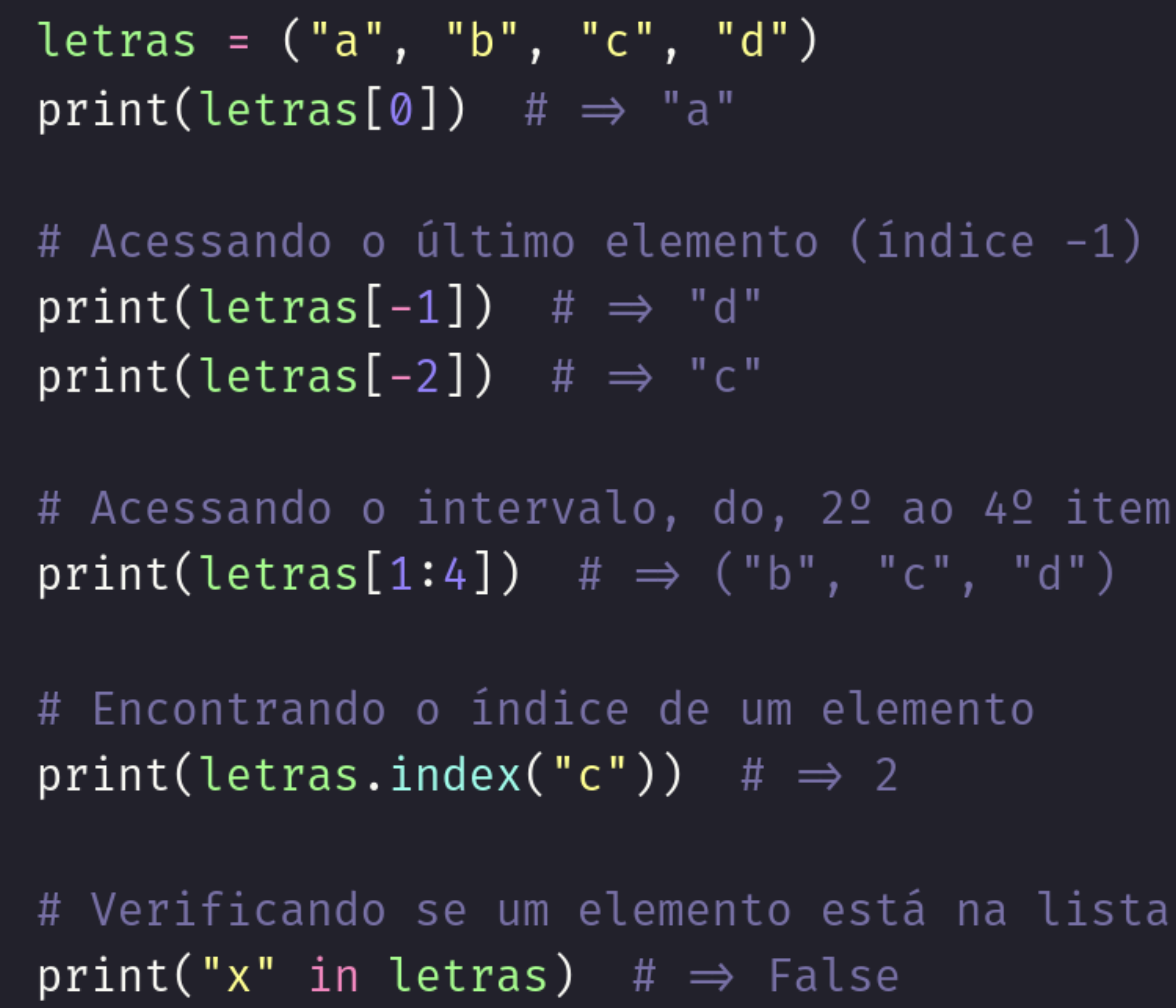 letras = ("a", "b", "c", "d")
print(letras[0])  # => "a"
# Acessando o último elemento (índice -1)
print(letras[-1])  # => "d"
print(letras[-2])  # => "c"
# Acessando o intervalo, do, 2º ao 4º item
print(letras[1:4])  # => ("b", "c", "d")
# Encontrando o índice de um elemento
print(letras.index("c"))  # => 2
# Verificando se um elemento está na lista
print("x" in letras)  # => False